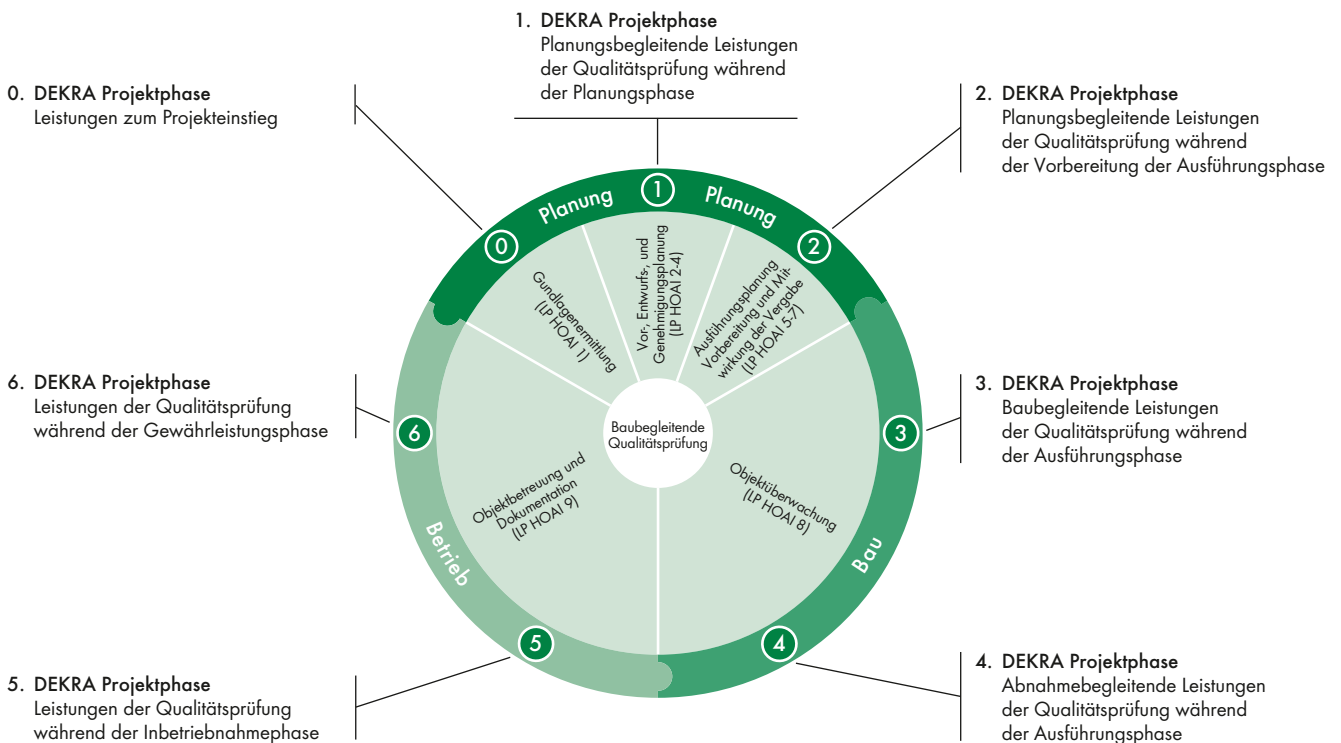 1. DEKRA Projektphase
Planungsbegleitende Leistungen
der Qualitätsprüfung während
der Planungsphase
0. DEKRA Projektphase
Leistungen zum Projekteinstieg
2. DEKRA Projektphase
Planungsbegleitende Leistungen
der Qualitätsprüfung während
der Vorbereitung der Ausführungsphase
Planung
1
Planung
0
2
Gundlagenermittlung
(LP HOAI 1)
Vor-, Entwurfs-, und
Genehmigungsplanung
(LP HOAI 2-4)
Ausführungsplanung
Vorbereitung und Mit-
wirkung der Vergabe
(LP HOAI 5-7)
6. DEKRA Projektphase
Leistungen der Qualitätsprüfung
während der Gewährleistungsphase
6
Baubegleitende
Qualitätsprüfung
3
3. DEKRA Projektphase
Baubegleitende Leistungen
der Qualitätsprüfung während
der Ausführungsphase
Objektbetreuung und
Dokumentation
(LP HOAI 9)
Objektüberwachung
(LP HOAI 8)
Betrieb
Bau
5
4
5. DEKRA Projektphase
Leistungen der Qualitätsprüfung
während der Inbetriebnahmephase
4. DEKRA Projektphase
Abnahmebegleitende Leistungen
der Qualitätsprüfung während
der Ausführungsphase